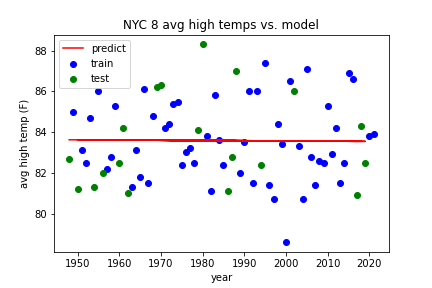 NYC 8 avg high temps vs. model
predict
train
test
avg high temp (F)
88
86
84
82
80
1950 1960 1970 1980 1990 2000 2010 2020
year